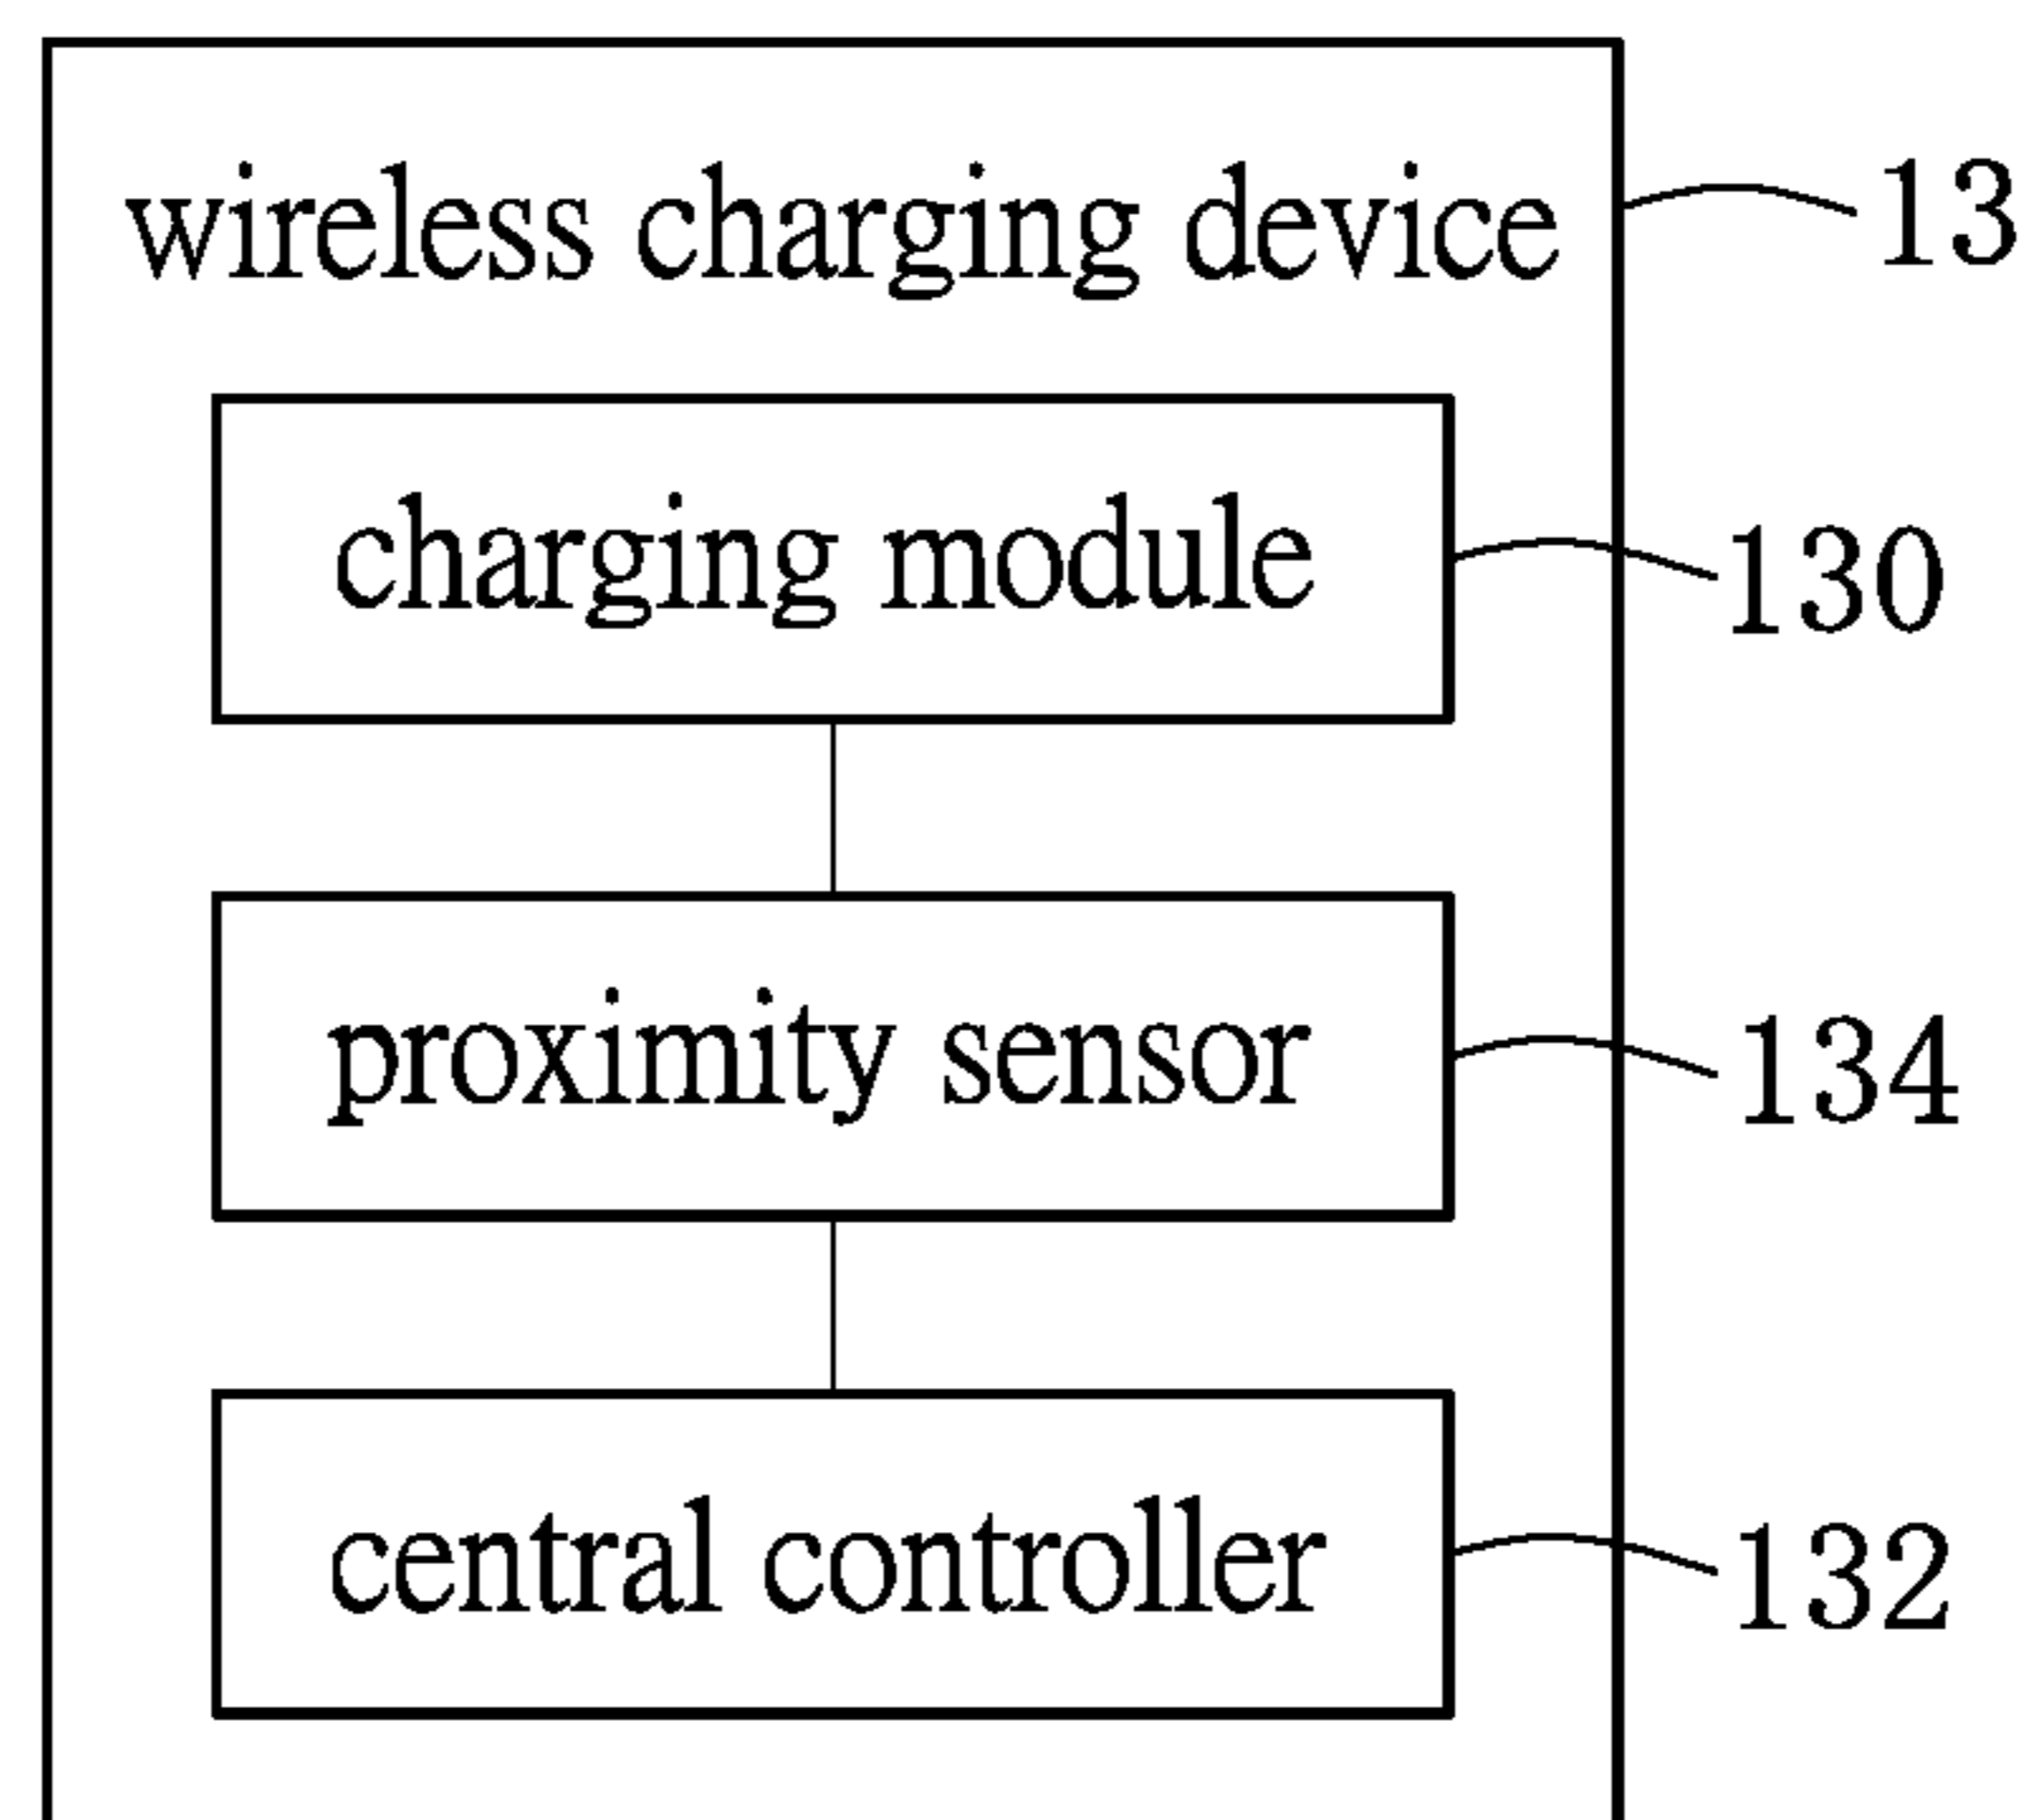 wireless charging device 13
charging module 130
proximity sensor 134
central controller 132